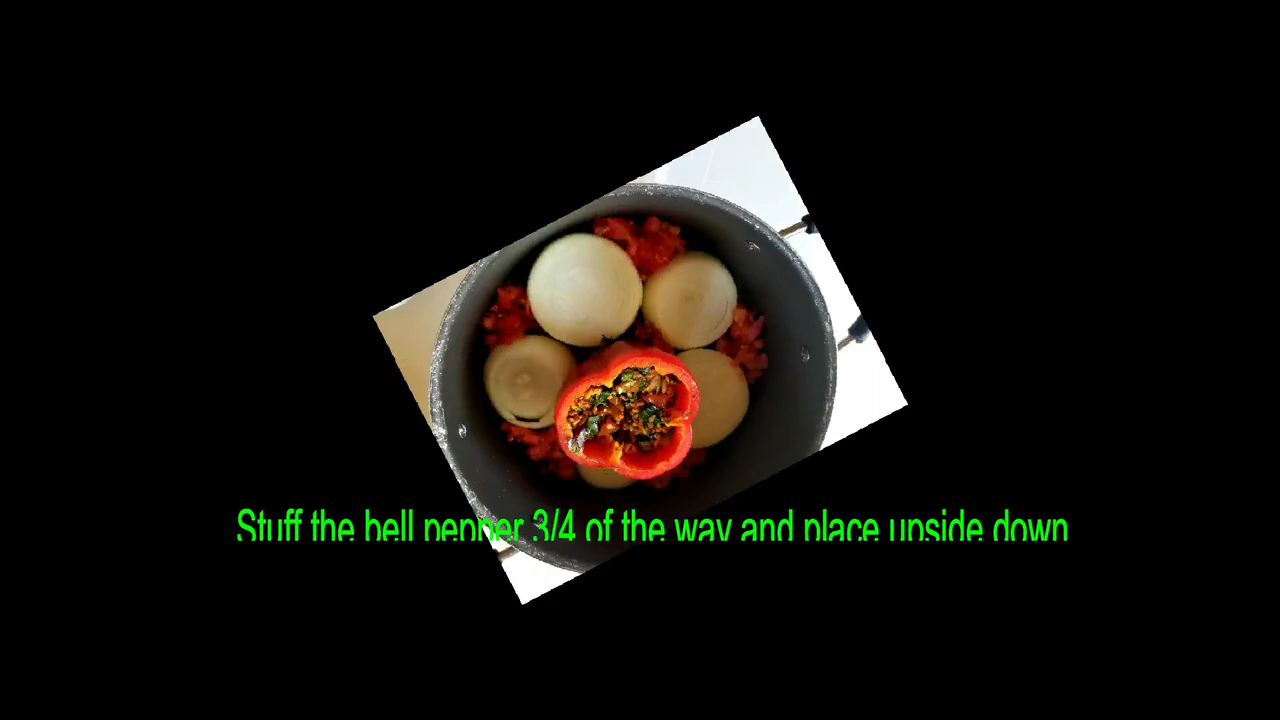 Stuff the bell pepper 3/4 of the way and place upside down